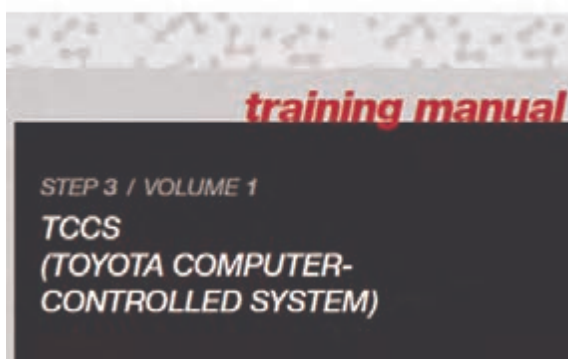 training manual
STEP 3 / VOLUME 1
TCCS
(TOYOTA COMPUTER-
CONTROLLED SYSTEM)